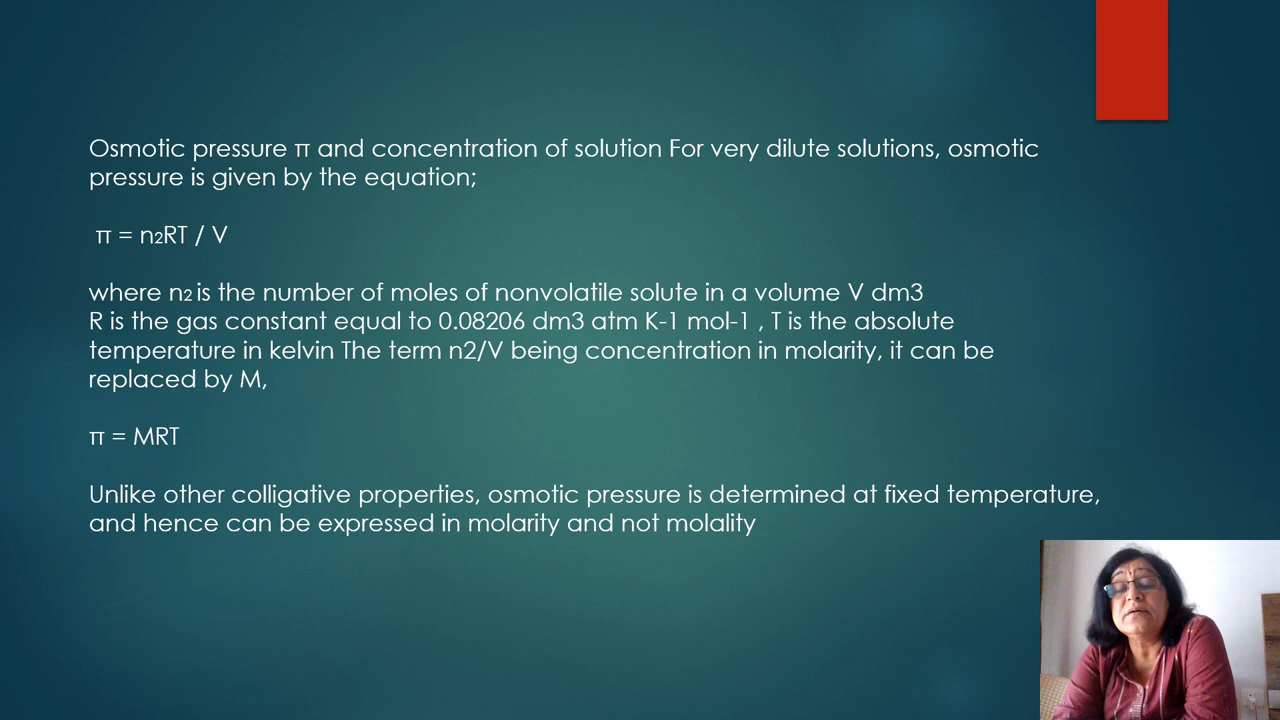 Osmotic pressure π and concentration of solution For very dilute solutions, osmotic
pressure is given by the equation;
π = n2RT / V
where n2 is the number of moles of nonvolatile solute in a volume V dm3
R is the gas constant equal to 0.08206 dm3 atm K-1 mol-1 , T is the absolute
temperature in kelvin The term n2/V being concentration in molarity, it can be
replaced by M,
π = MRT
Unlike other colligative properties, osmotic pressure is determined at fixed temperature,
and hence can be expressed in molarity and not molality